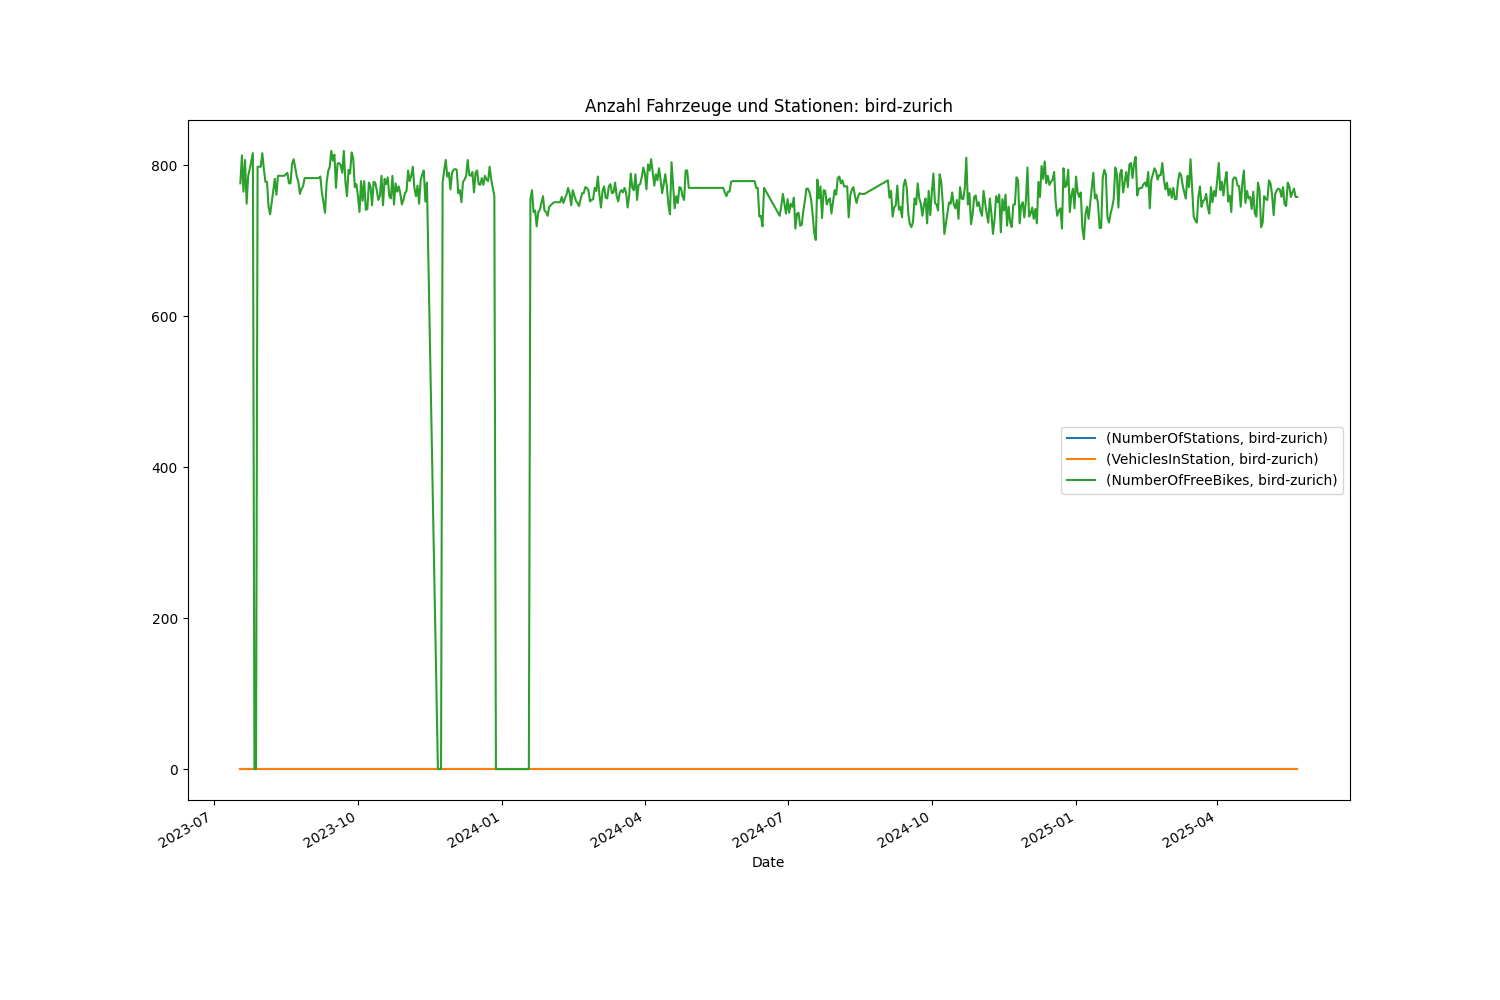 Anzahl Fahrzeuge und Stationen: bird-zurich
800
600
400
200
0
(NumberOfStations, bird-zurich)
(VehiclesInStation, bird-zurich)
(NumberOfFreeBikes, bird-zurich)
2023-07
2023-10
2024-01
2024-04
2024-07
2024-10
2025-01
2025-04
Date